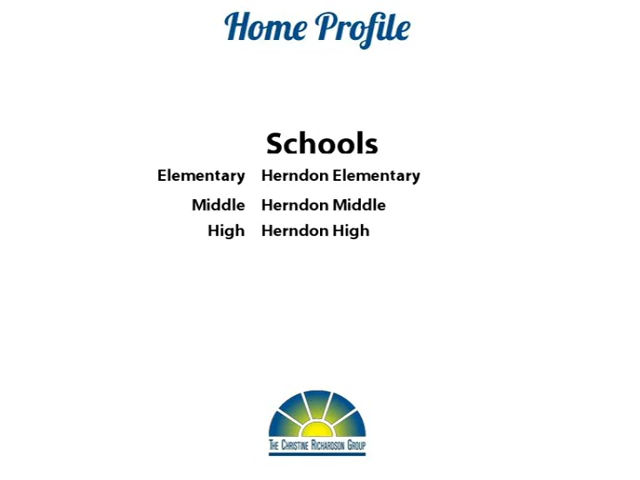 Home Profile
Schools
Elementary Herndon Elementary
Middle Herndon Middle
High Herndon High
The Christine Richardson Group